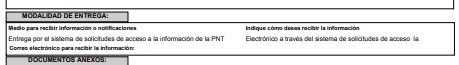 MODALIDAD DE ENTREGA:
Medio para recibir información o notificaciones
Indique cómo desea recibir la información
Entrega por el sistema de solicitudes de acceso a la información de la PNT
Electrónico a través del sistema de solicitudes de acceso la
Correo electrónico para recibir la información:
DOCUMENTOS ANEXOS: